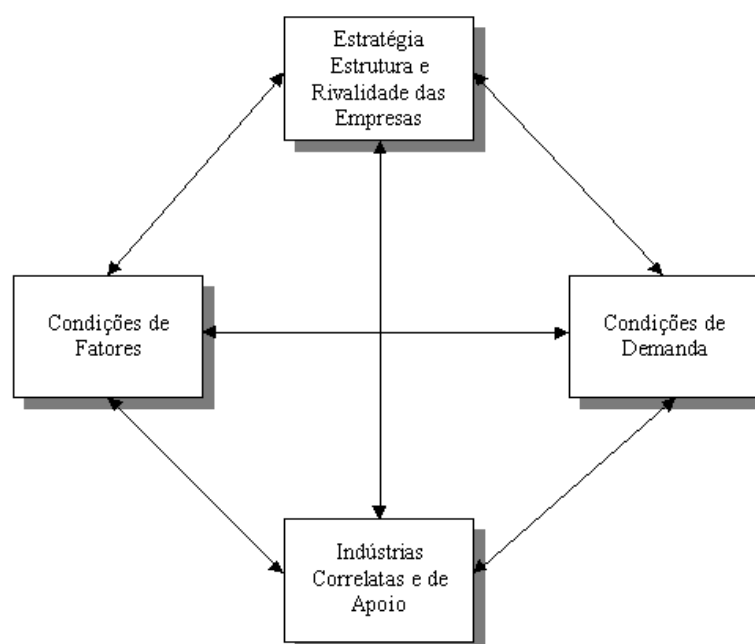 Estratégia
Estrutura e
Rivalidade das
Empresas
Condições de
Fatores
Condições de
Demanda
Indústrias
Correlatas e de
Apoio